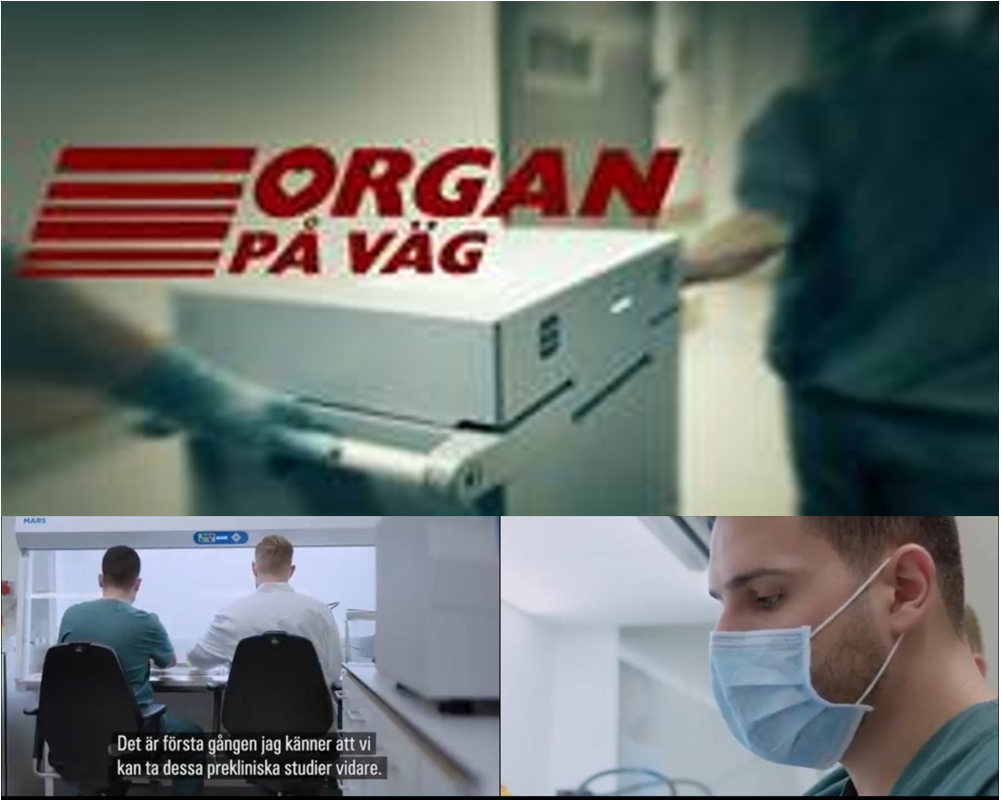 ORGAN
PÅ VÄG
MARS
Det är första gången jag känner att vi
kan ta dessa prekliniska studier vidare.